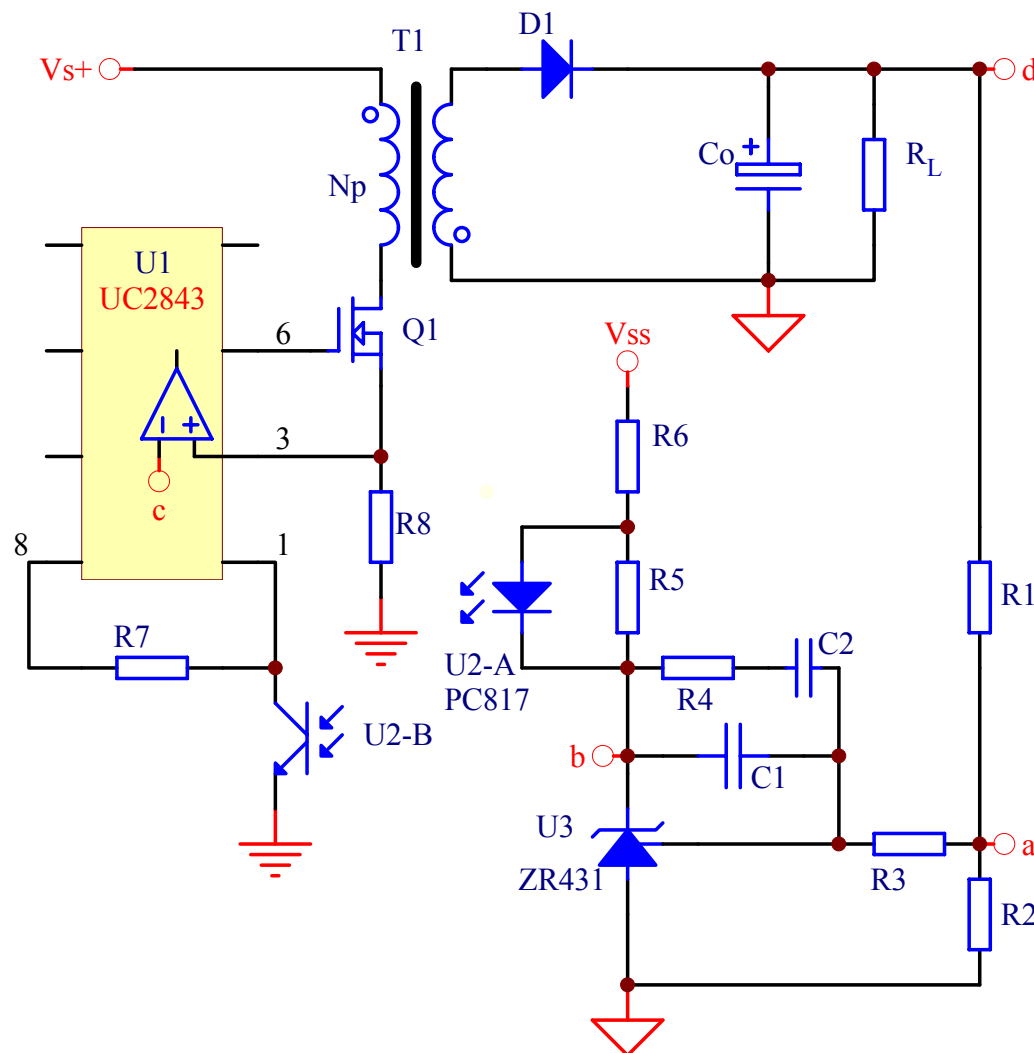 D1
T1
Vs+
d
Co
+
R
L
Np
U1
UC2843
Vss
6
Q1
R6
− +
3
c
R8
8
1
R5
R1
R7
U2-A
PC817
C2
R4
U2-B
b
C1
U3
a
ZR431
R3
R2